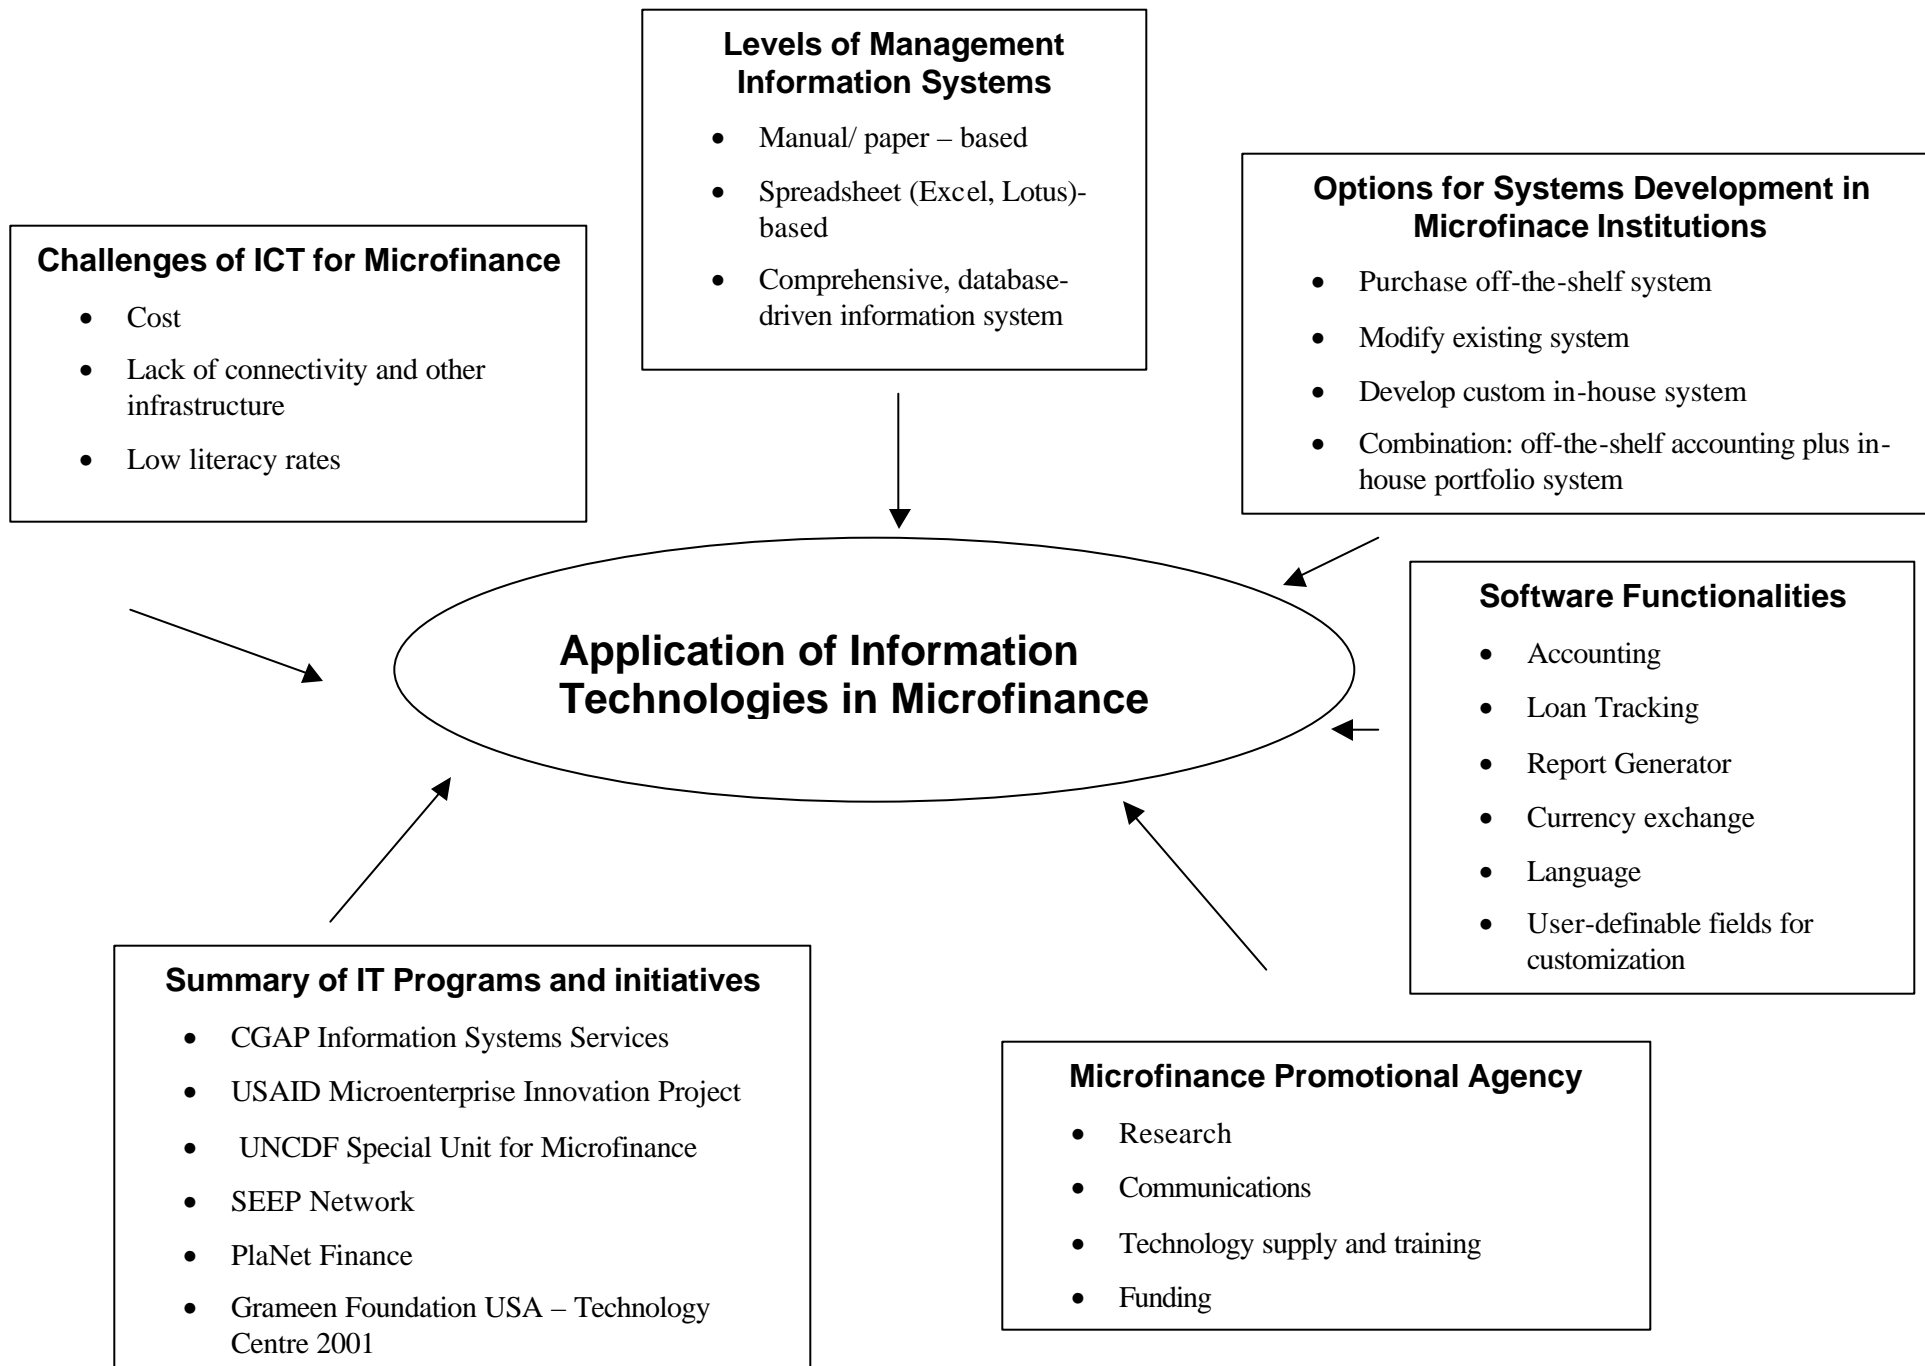 Levels of Management
Information Systems
• Manual/ paper – based
• Spreadsheet (Excel, Lotus)-
based
• Comprehensive, database-
driven information system
Options for Systems Development in
Microfinace Institutions
• Purchase off-the-shelf system
• Modify existing system
• Develop custom in-house system
• Combination: off-the-shelf accounting plus in-
house portfolio system
Challenges of ICT for Microfinance
• Cost
• Lack of connectivity and other
infrastructure
• Low literacy rates
Application of Information
Technologies in Microfinance
Software Functionalities
• Accounting
• Loan Tracking
• Report Generator
• Currency exchange
• Language
• User-definable fields for
customization
Summary of IT Programs and initiatives
• CGAP Information Systems Services
• USAID Microenterprise Innovation Project
• UNCDF Special Unit for Microfinance
• SEEP Network
• PlaNet Finance
• Grameen Foundation USA – Technology
Centre 2001
Microfinance Promotional Agency
• Research
• Communications
• Technology supply and training
• Funding